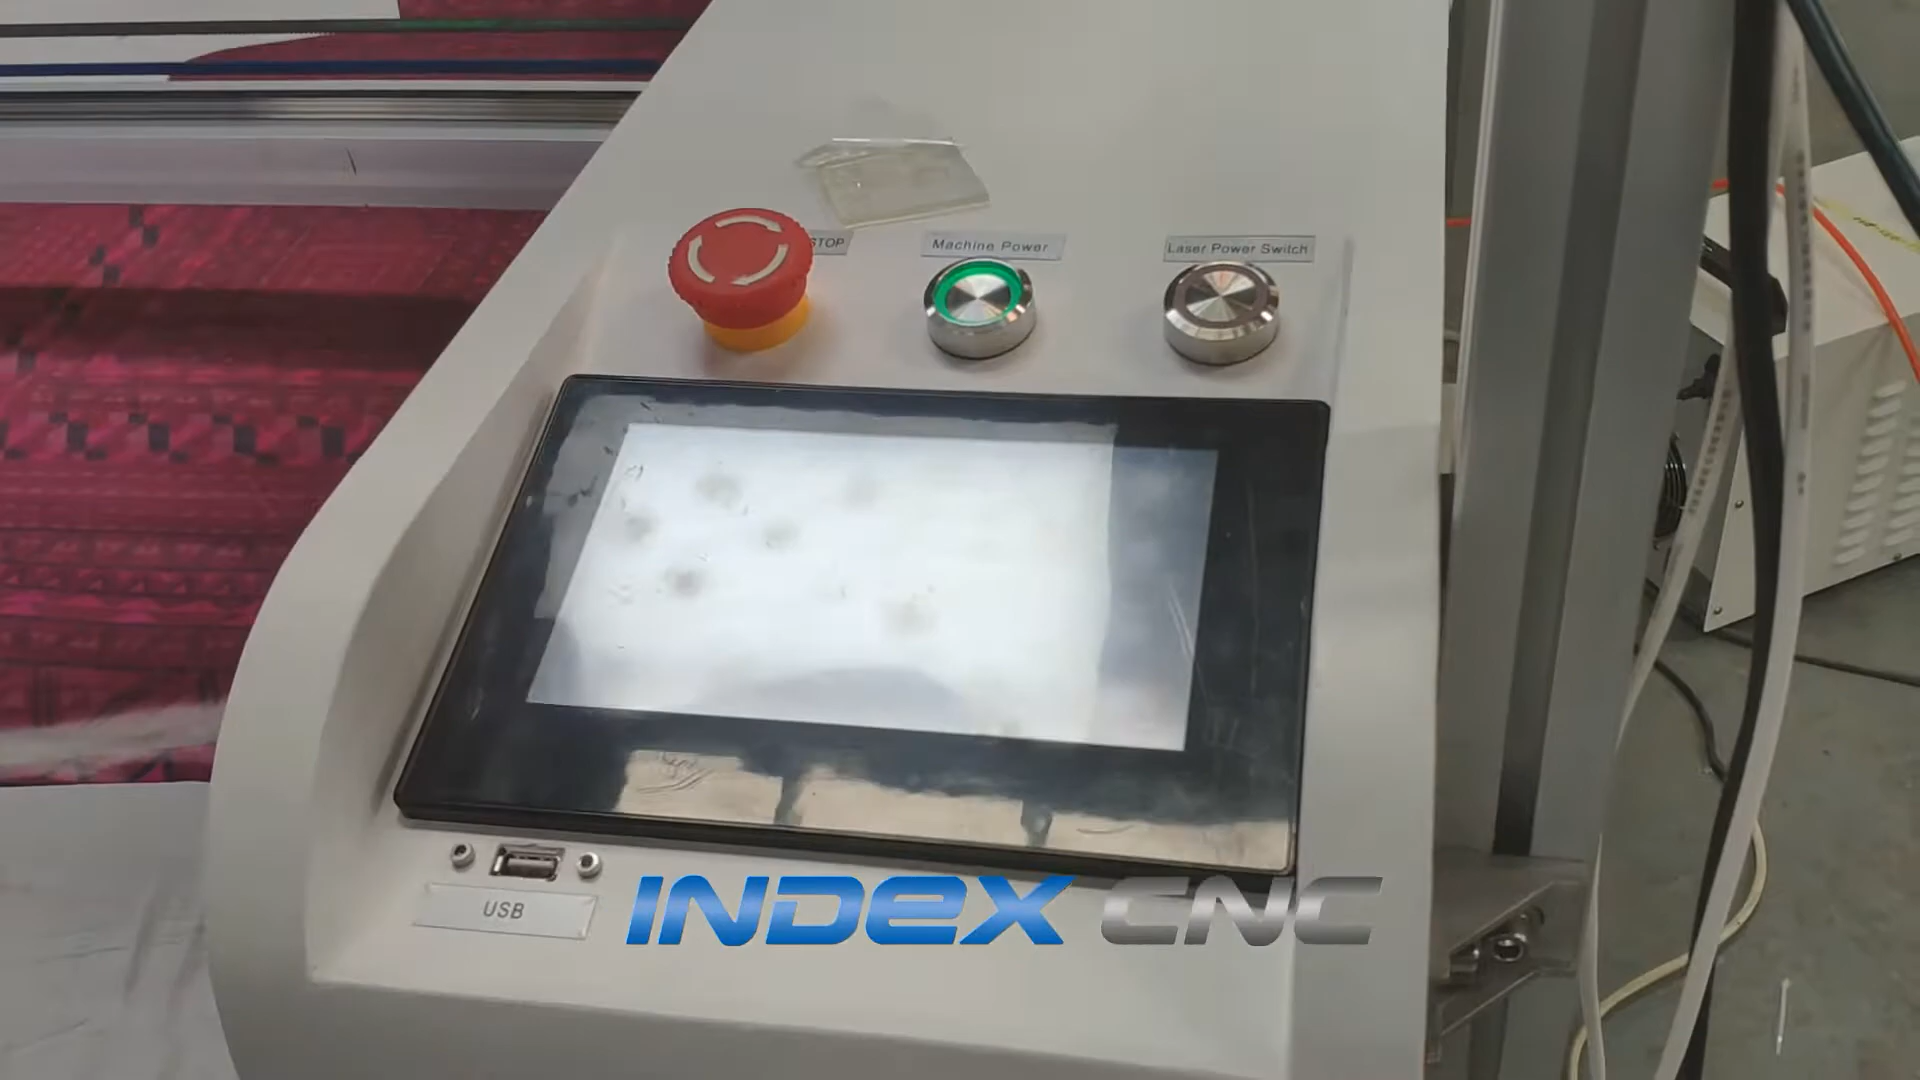 STOP
Machine Power
Laser Power Switch
USB
INDEX CNC